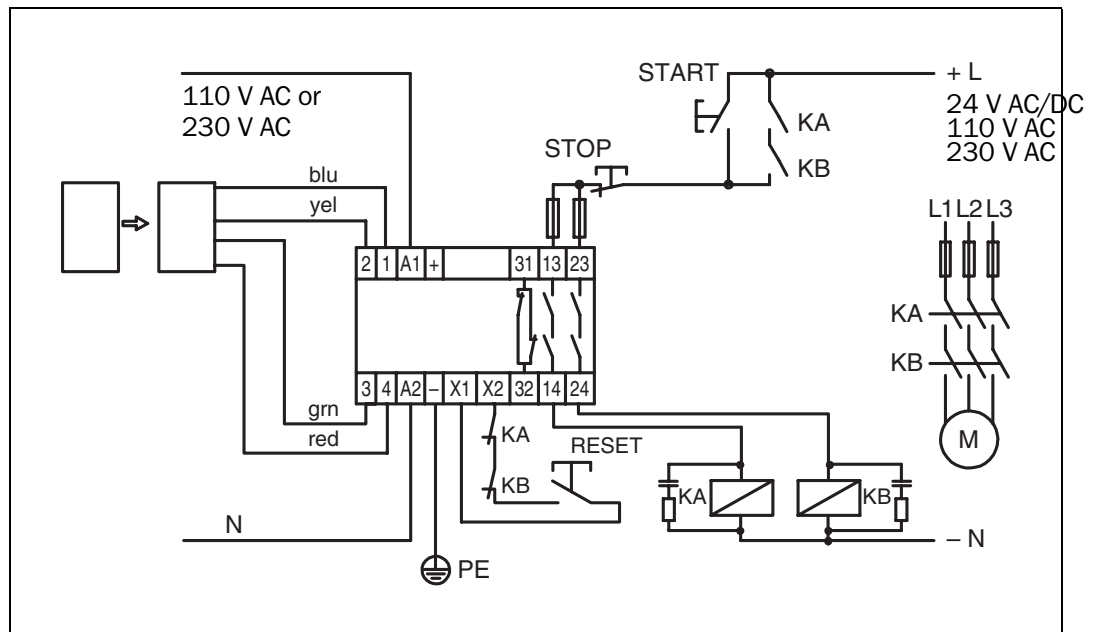 START
+ L
110 V AC or
230 V AC
24 V AC/DC
110 V AC
230 V AC
KA
KB
STOP
blu
yel
L1 L2 L3
2 1 A1 + 31 13 23
KA
KB
3 4 A2 – X1 X2 32 14 24
grn
red
KA
KB
RESET
M
KA
KB
N
– N
PE